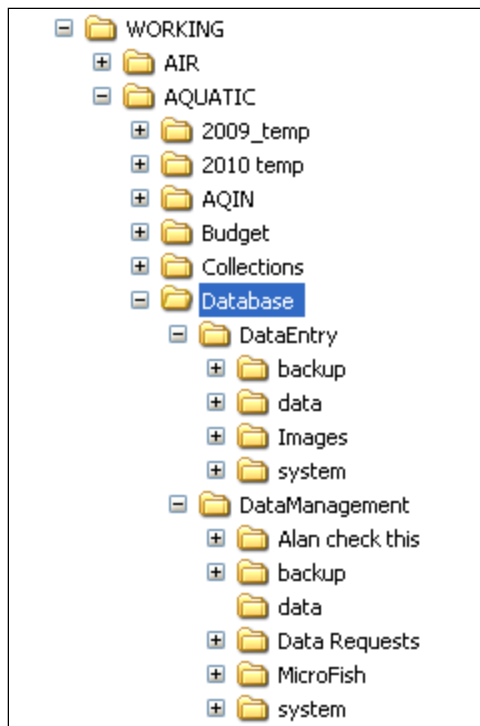 WORKING
AIR
AQUATIC
2009_temp
2010 temp
AQIN
Budget
Collections
Database
DataEntry
backup
data
Images
system
DataManagement
Alan check this
backup
data
Data Requests
MicroFish
system